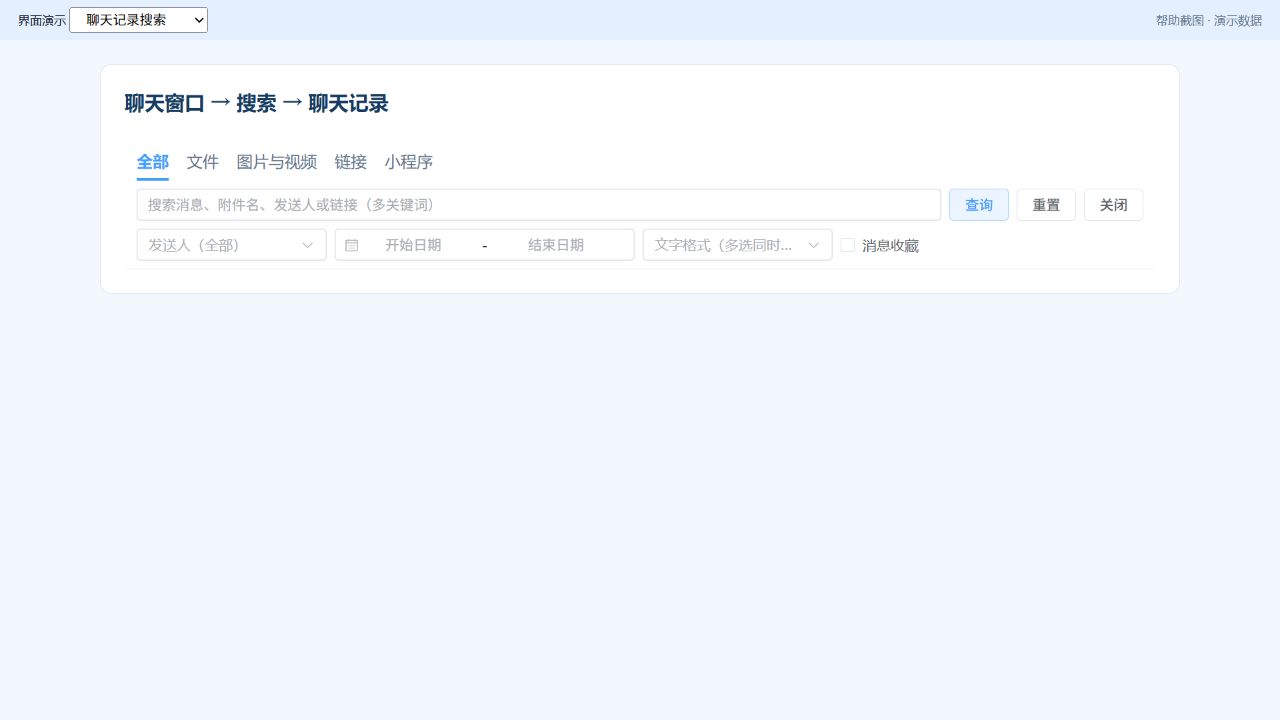 界面演示 聊天记录搜索 帮助截图 · 演示数据
聊天窗口 → 搜索 → 聊天记录
全部 文件 图片与视频 链接 小程序
搜索消息、附件名、发送人或链接（多关键词） 查询 重置 关闭
发送人（全部） 开始日期 - 结束日期 文字格式（多选同时... 消息收藏